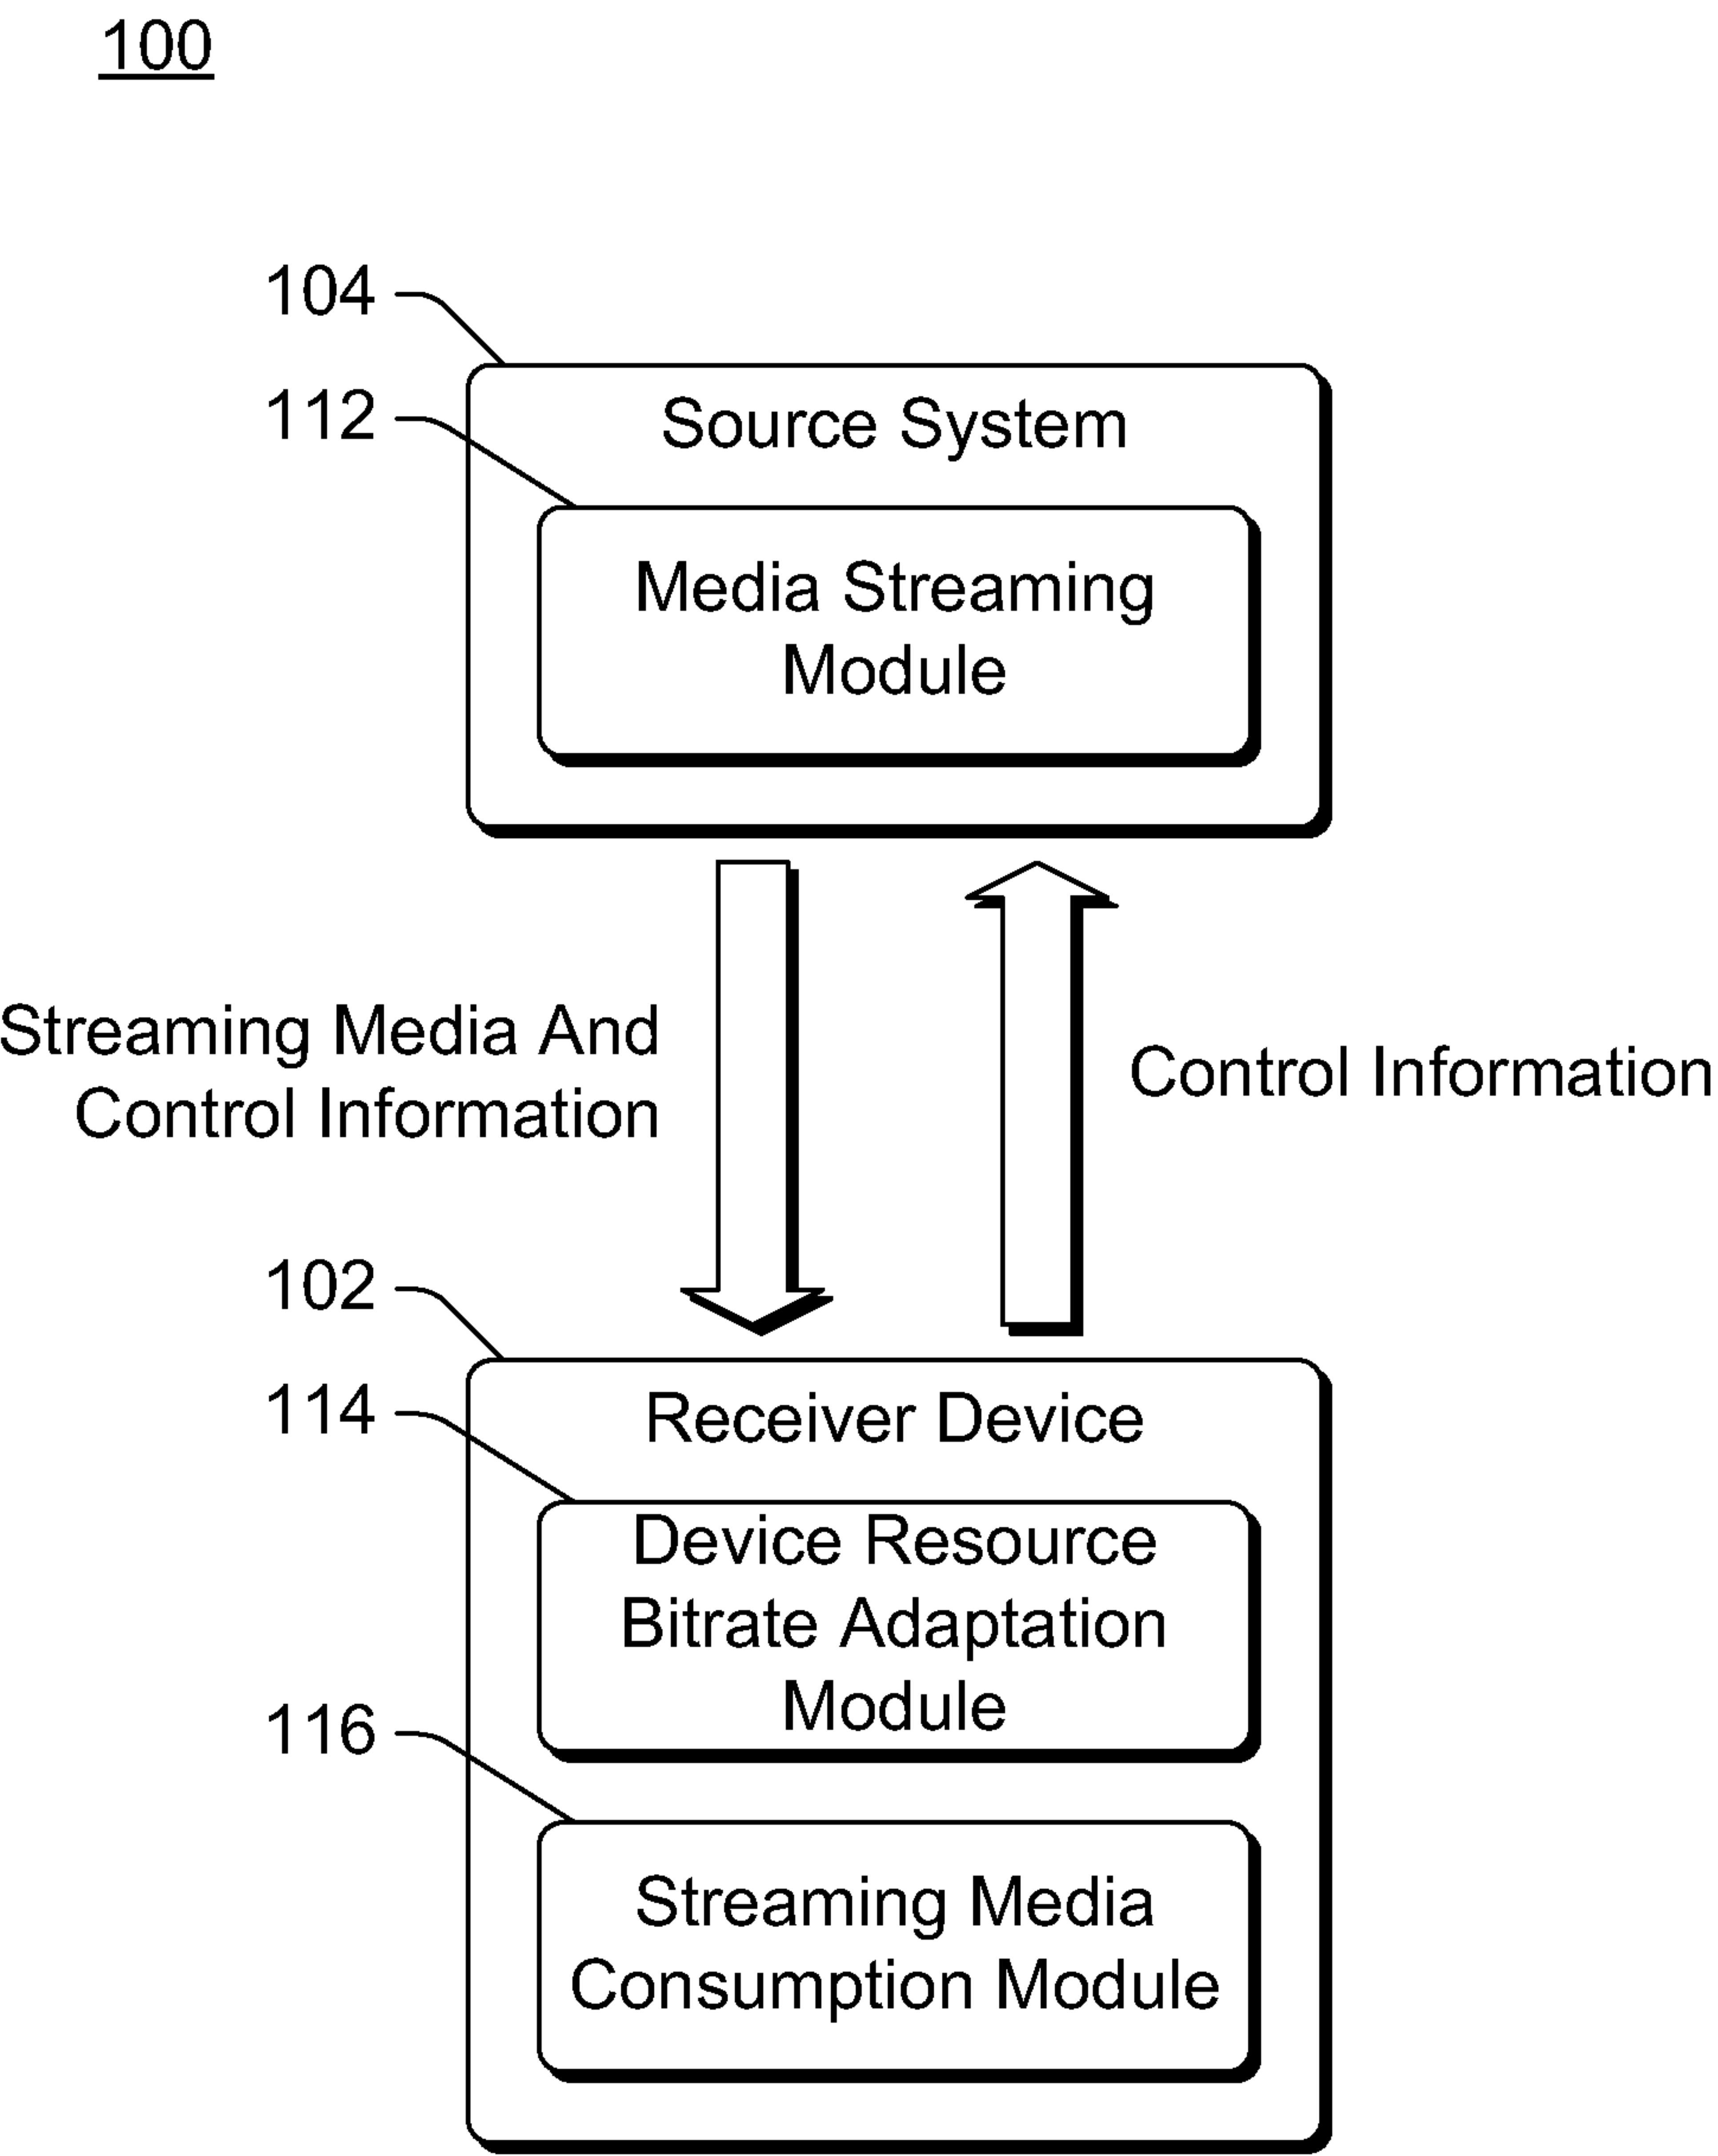 100
104
112
Source System
Media Streaming
Module
Streaming Media And
Control Information
Control Information
102
114
Receiver Device
Device Resource
Bitrate Adaptation
Module
116
Streaming Media
Consumption Module